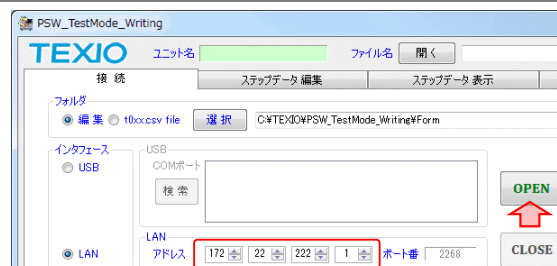 PSW_TestMode_Writing
TEXIO ユニット名 ファイル名 開く
接 続 ステップデータ 編集 ステップデータ 表示
フォルダ
編 集 t0xx.csv file 選 択 C:¥TEXIO¥PSW_TestMode_Writing¥Form
インタフェース USB
USB COMポート
検 索
OPEN
LAN
LAN アドレス 172 22 222 1 ポート番 2268 CLOSE